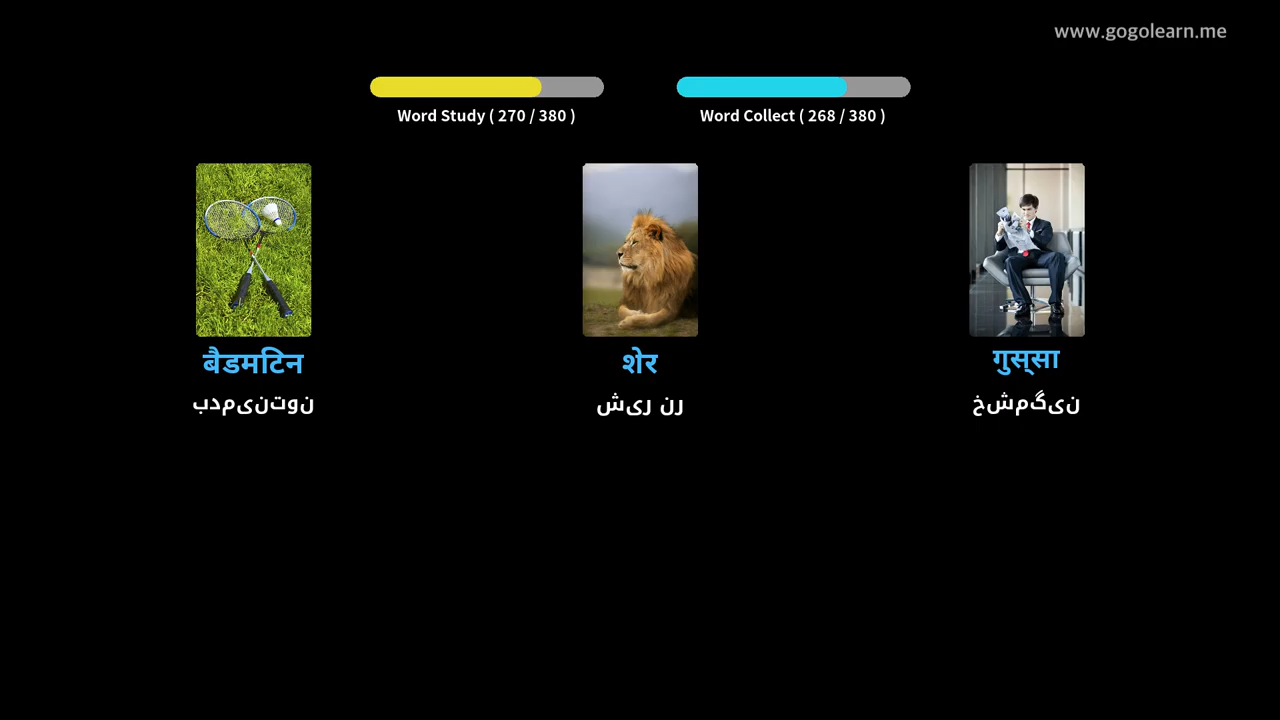 www.gogolearn.me
Word Study ( 270 / 380 )
Word Collect ( 268 / 380 )
बैडमटिन
शेर
गुस्‌सा
بدمینتون
شیر نر
خشمگین